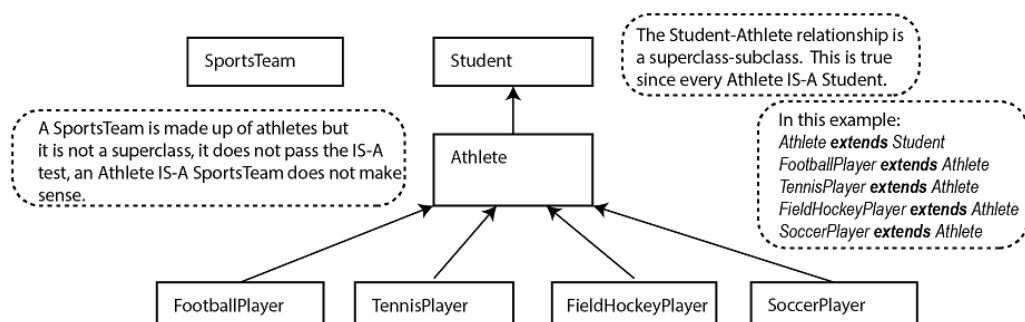 SportsTeam
Student
The Student-Athlete relationship is
a superclass-subclass. This is true
since every Athlete IS-A Student.
A SportsTeam is made up of athletes but
it is not a superclass, it does not pass the IS-A
test, an Athlete IS-A SportsTeam does not make
sense.
Athlete
In this example:
Athlete extends Student
FootballPlayer extends Athlete
TennisPlayer extends Athlete
FieldHockeyPlayer extends Athlete
SoccerPlayer extends Athlete
FootballPlayer
TennisPlayer
FieldHockeyPlayer
SoccerPlayer